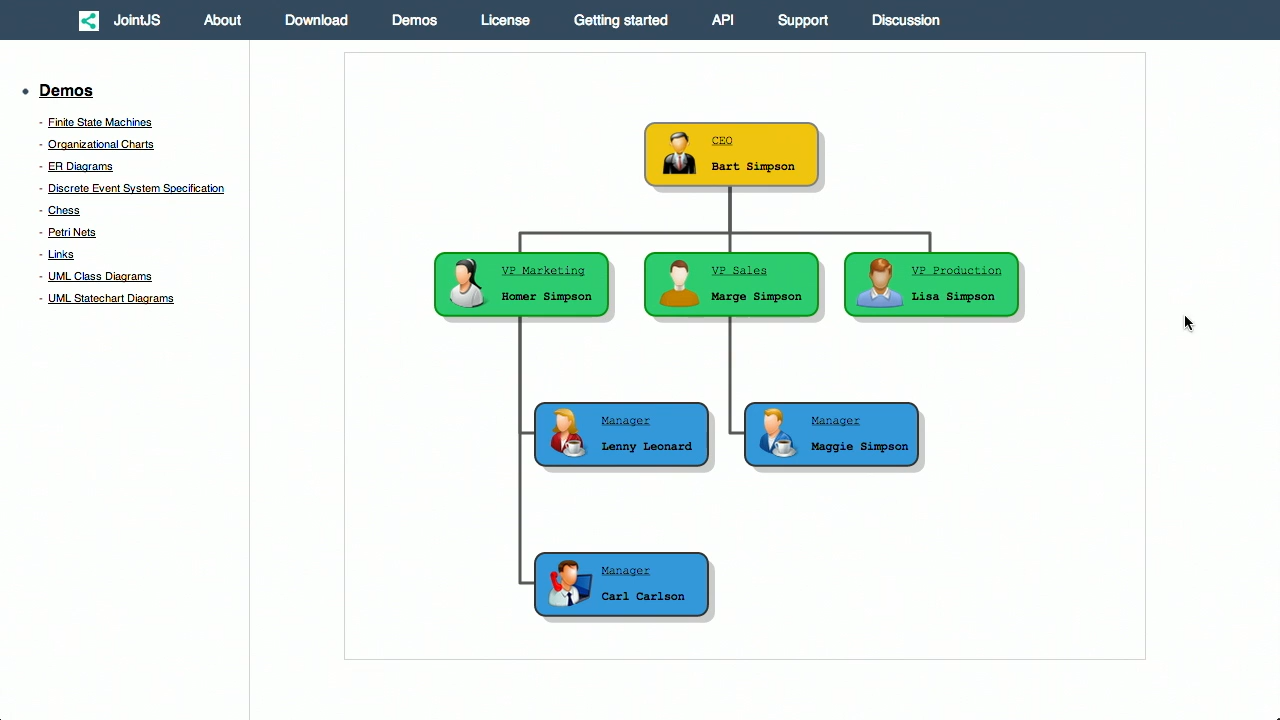 JointJS About Download Demos License Getting started API Support Discussion
Demos
- Finite State Machines
- Organizational Charts
- ER Diagrams
- Discrete Event System Specification
- Chess
- Petri Nets
- Links
- UML Class Diagrams
- UML Statechart Diagrams
CEO
Bart Simpson
VP Marketing
Homer Simpson
VP Sales
Marge Simpson
VP Production
Lisa Simpson
Manager
Lenny Leonard
Manager
Maggie Simpson
Manager
Carl Carlson